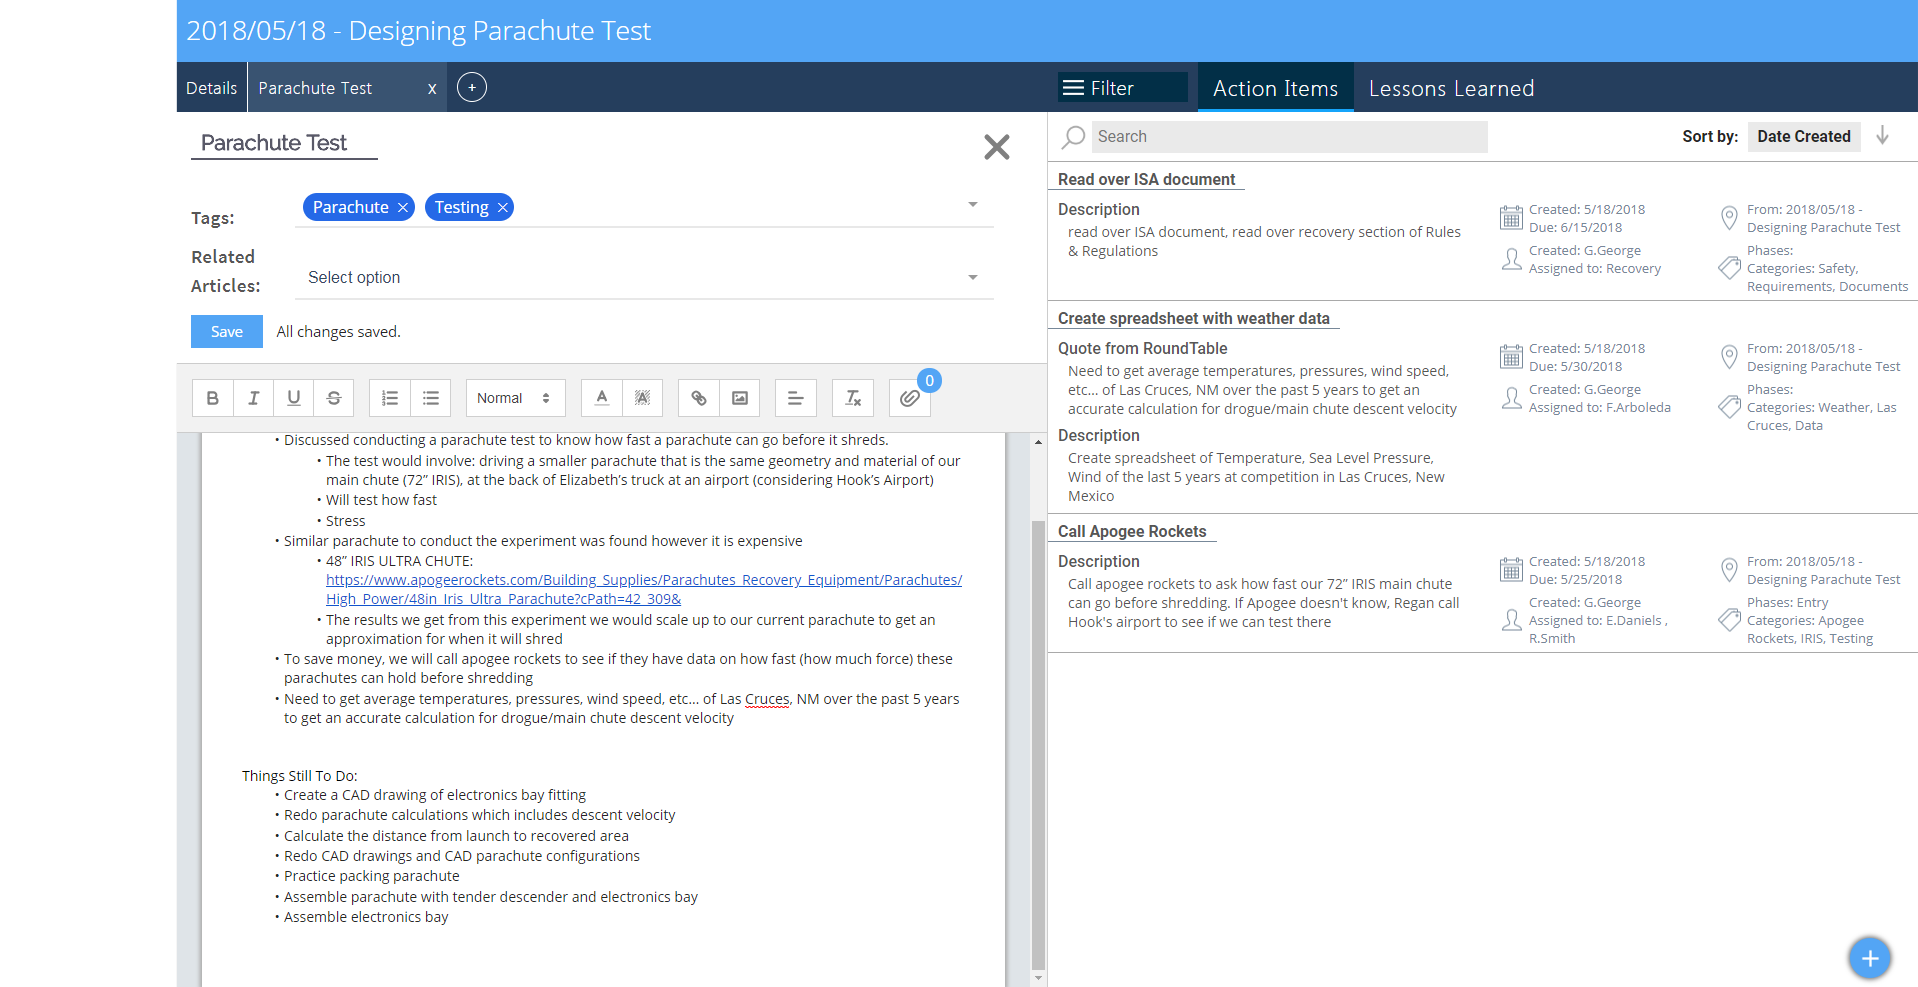 2018/05/18 - Designing Parachute Test
Details
Parachute Test
x
+
Filter
Action Items
Lessons Learned
Parachute Test
Tags:
Parachute ×
Testing ×
Related
Articles:
Select option
Save
All changes saved.
B
I
U
S
Normal
A
A
Tx
0
• Discussed conducting a parachute test to know how fast a parachute can go before it shreds.
• The test would involve: driving a smaller parachute that is the same geometry and material of our
main chute (72” IRIS), at the back of Elizabeth’s truck at an airport (considering Hook’s Airport)
• Will test how fast
• Stress
• Similar parachute to conduct the experiment was found however it is expensive
• 48” IRIS ULTRA CHUTE:
https://www.apogeerockets.com/Building_Supplies/Parachutes_Recovery_Equipment/Parachutes/
High_Power/48in_Iris_Ultra_Parachute?cPath=42_309&
• The results we get from this experiment we would scale up to our current parachute to get an
approximation for when it will shred
• To save money, we will call apogee rockets to see if they have data on how fast (how much force) these
parachutes can hold before shredding
• Need to get average temperatures, pressures, wind speed, etc... of Las Cruces, NM over the past 5 years
to get an accurate calculation for drogue/main chute descent velocity
Things Still To Do:
• Create a CAD drawing of electronics bay fitting
• Redo parachute calculations which includes descent velocity
• Calculate the distance from launch to recovered area
• Redo CAD drawings and CAD parachute configurations
• Practice packing parachute
• Assemble parachute with tender descender and electronics bay
• Assemble electronics bay
Search
Sort by:
Date Created
Read over ISA document
Description
read over ISA document, read over recovery section of Rules
& Regulations
Created: 5/18/2018
Due: 6/15/2018
Created: G.George
Assigned to: Recovery
From: 2018/05/18 -
Designing Parachute Test
Phases:
Categories: Safety,
Requirements, Documents
Create spreadsheet with weather data
Quote from RoundTable
Need to get average temperatures, pressures, wind speed,
etc... of Las Cruces, NM over the past 5 years to get an
accurate calculation for drogue/main chute descent velocity
Description
Create spreadsheet of Temperature, Sea Level Pressure,
Wind of the last 5 years at competition in Las Cruces, New
Mexico
Created: 5/18/2018
Due: 5/30/2018
Created: G.George
Assigned to: F.Arboleda
From: 2018/05/18 -
Designing Parachute Test
Phases:
Categories: Weather, Las
Cruces, Data
Call Apogee Rockets
Description
Call apogee rockets to ask how fast our 72” IRIS main chute
can go before shredding. If Apogee doesn't know, Regan call
Hook's airport to see if we can test there
Created: 5/18/2018
Due: 5/25/2018
Created: G.George
Assigned to: E.Daniels ,
R.Smith
From: 2018/05/18 -
Designing Parachute Test
Phases: Entry
Categories: Apogee
Rockets, IRIS, Testing
+